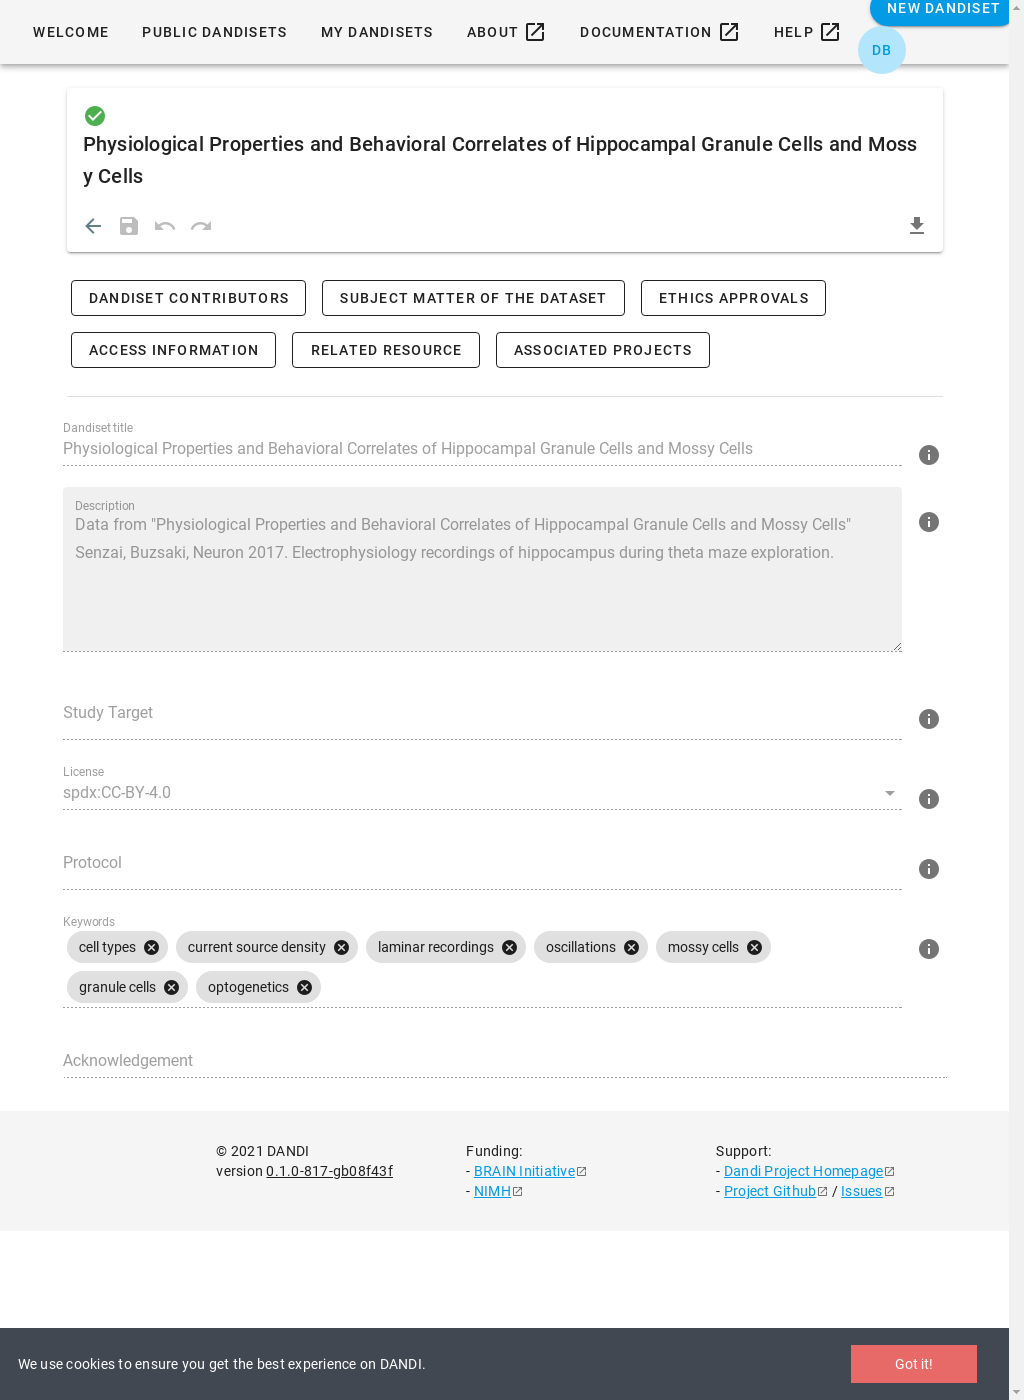 WELCOME PUBLIC DANDISETS MY DANDISETS ABOUT DOCUMENTATION HELP NEW DANDISET
DB
Physiological Properties and Behavioral Correlates of Hippocampal Granule Cells and Moss
y Cells
DANDISET CONTRIBUTORS SUBJECT MATTER OF THE DATASET ETHICS APPROVALS
ACCESS INFORMATION RELATED RESOURCE ASSOCIATED PROJECTS
Dandiset title
Physiological Properties and Behavioral Correlates of Hippocampal Granule Cells and Mossy Cells
Description
Data from "Physiological Properties and Behavioral Correlates of Hippocampal Granule Cells and Mossy Cells"
Senzai, Buzsaki, Neuron 2017. Electrophysiology recordings of hippocampus during theta maze exploration.
Study Target
License
spdx:CC-BY-4.0
Protocol
Keywords
cell types current source density laminar recordings oscillations mossy cells
granule cells optogenetics
Acknowledgement
© 2021 DANDI
version 0.1.0-817-gb08f43f
Funding:
- BRAIN Initiative
- NIMH
Support:
- Dandi Project Homepage
- Project Github / Issues
We use cookies to ensure you get the best experience on DANDI.
Got it!